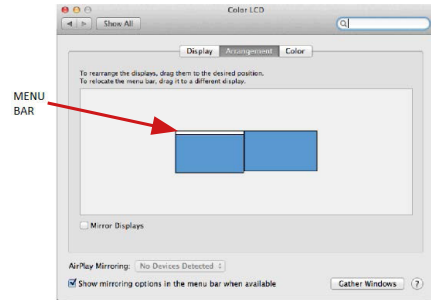 Color LCD
Show All
Display Arrangement Color
To rearrange the displays, drag them to the desired position.
To relocate the menu bar, drag it to a different display.
MENU
BAR
Mirror Displays
AirPlay Mirroring: No Devices Detected
Show mirroring options in the menu bar when available
Gather Windows ?